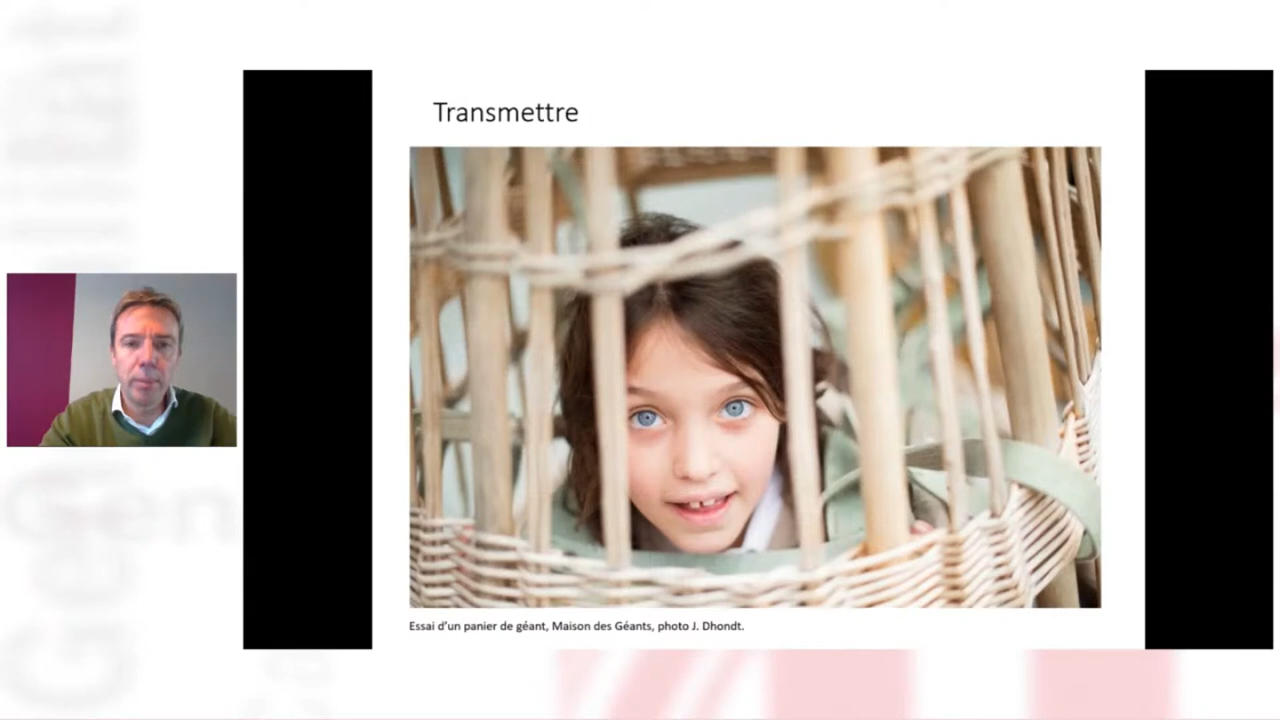 Transmettre
Essai d'un panier de géant, Maison des Géants, photo J. Dhondt.